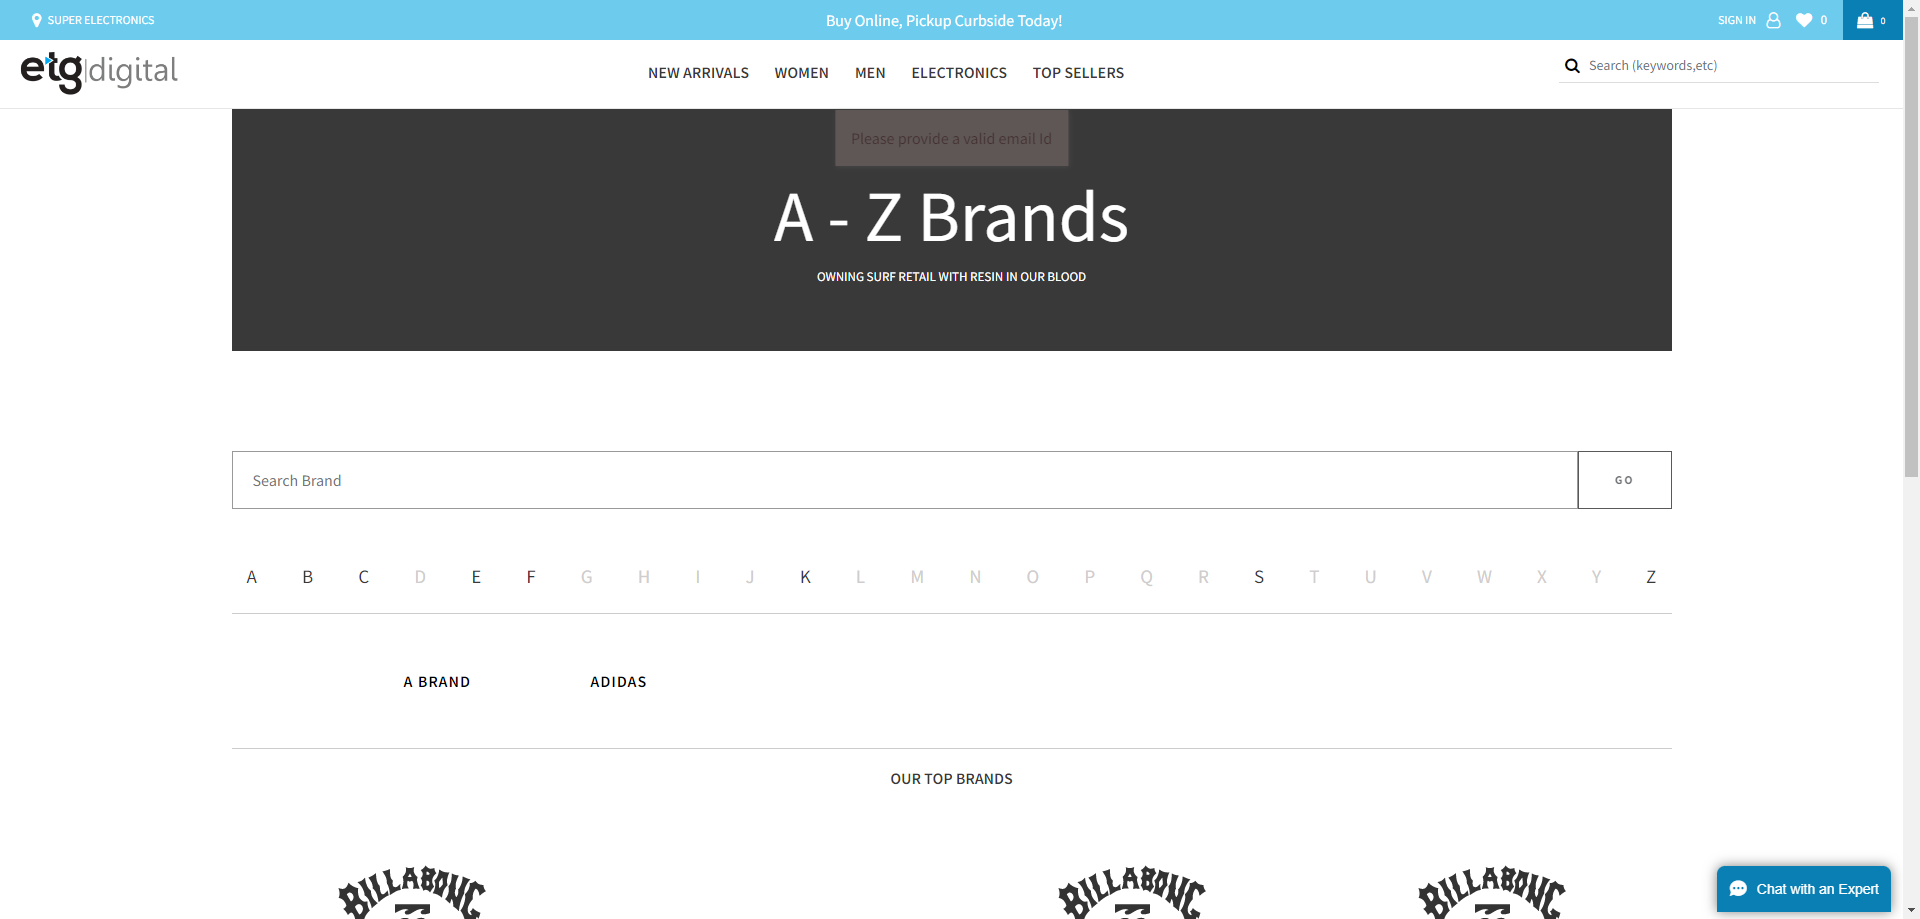 SUPER ELECTRONICS
Buy Online, Pickup Curbside Today!
SIGN IN 0 0
etg|digital
NEW ARRIVALS WOMEN MEN ELECTRONICS TOP SELLERS
Search (keywords,etc)
Please provide a valid email Id
A - Z Brands
OWNING SURF RETAIL WITH RESIN IN OUR BLOOD
Search Brand
GO
A B C D E F G H I J K L M N O P Q R S T U V W X Y Z
A BRAND ADIDAS
OUR TOP BRANDS
BILLABONG BILLABONG BILLABONG
Chat with an Expert